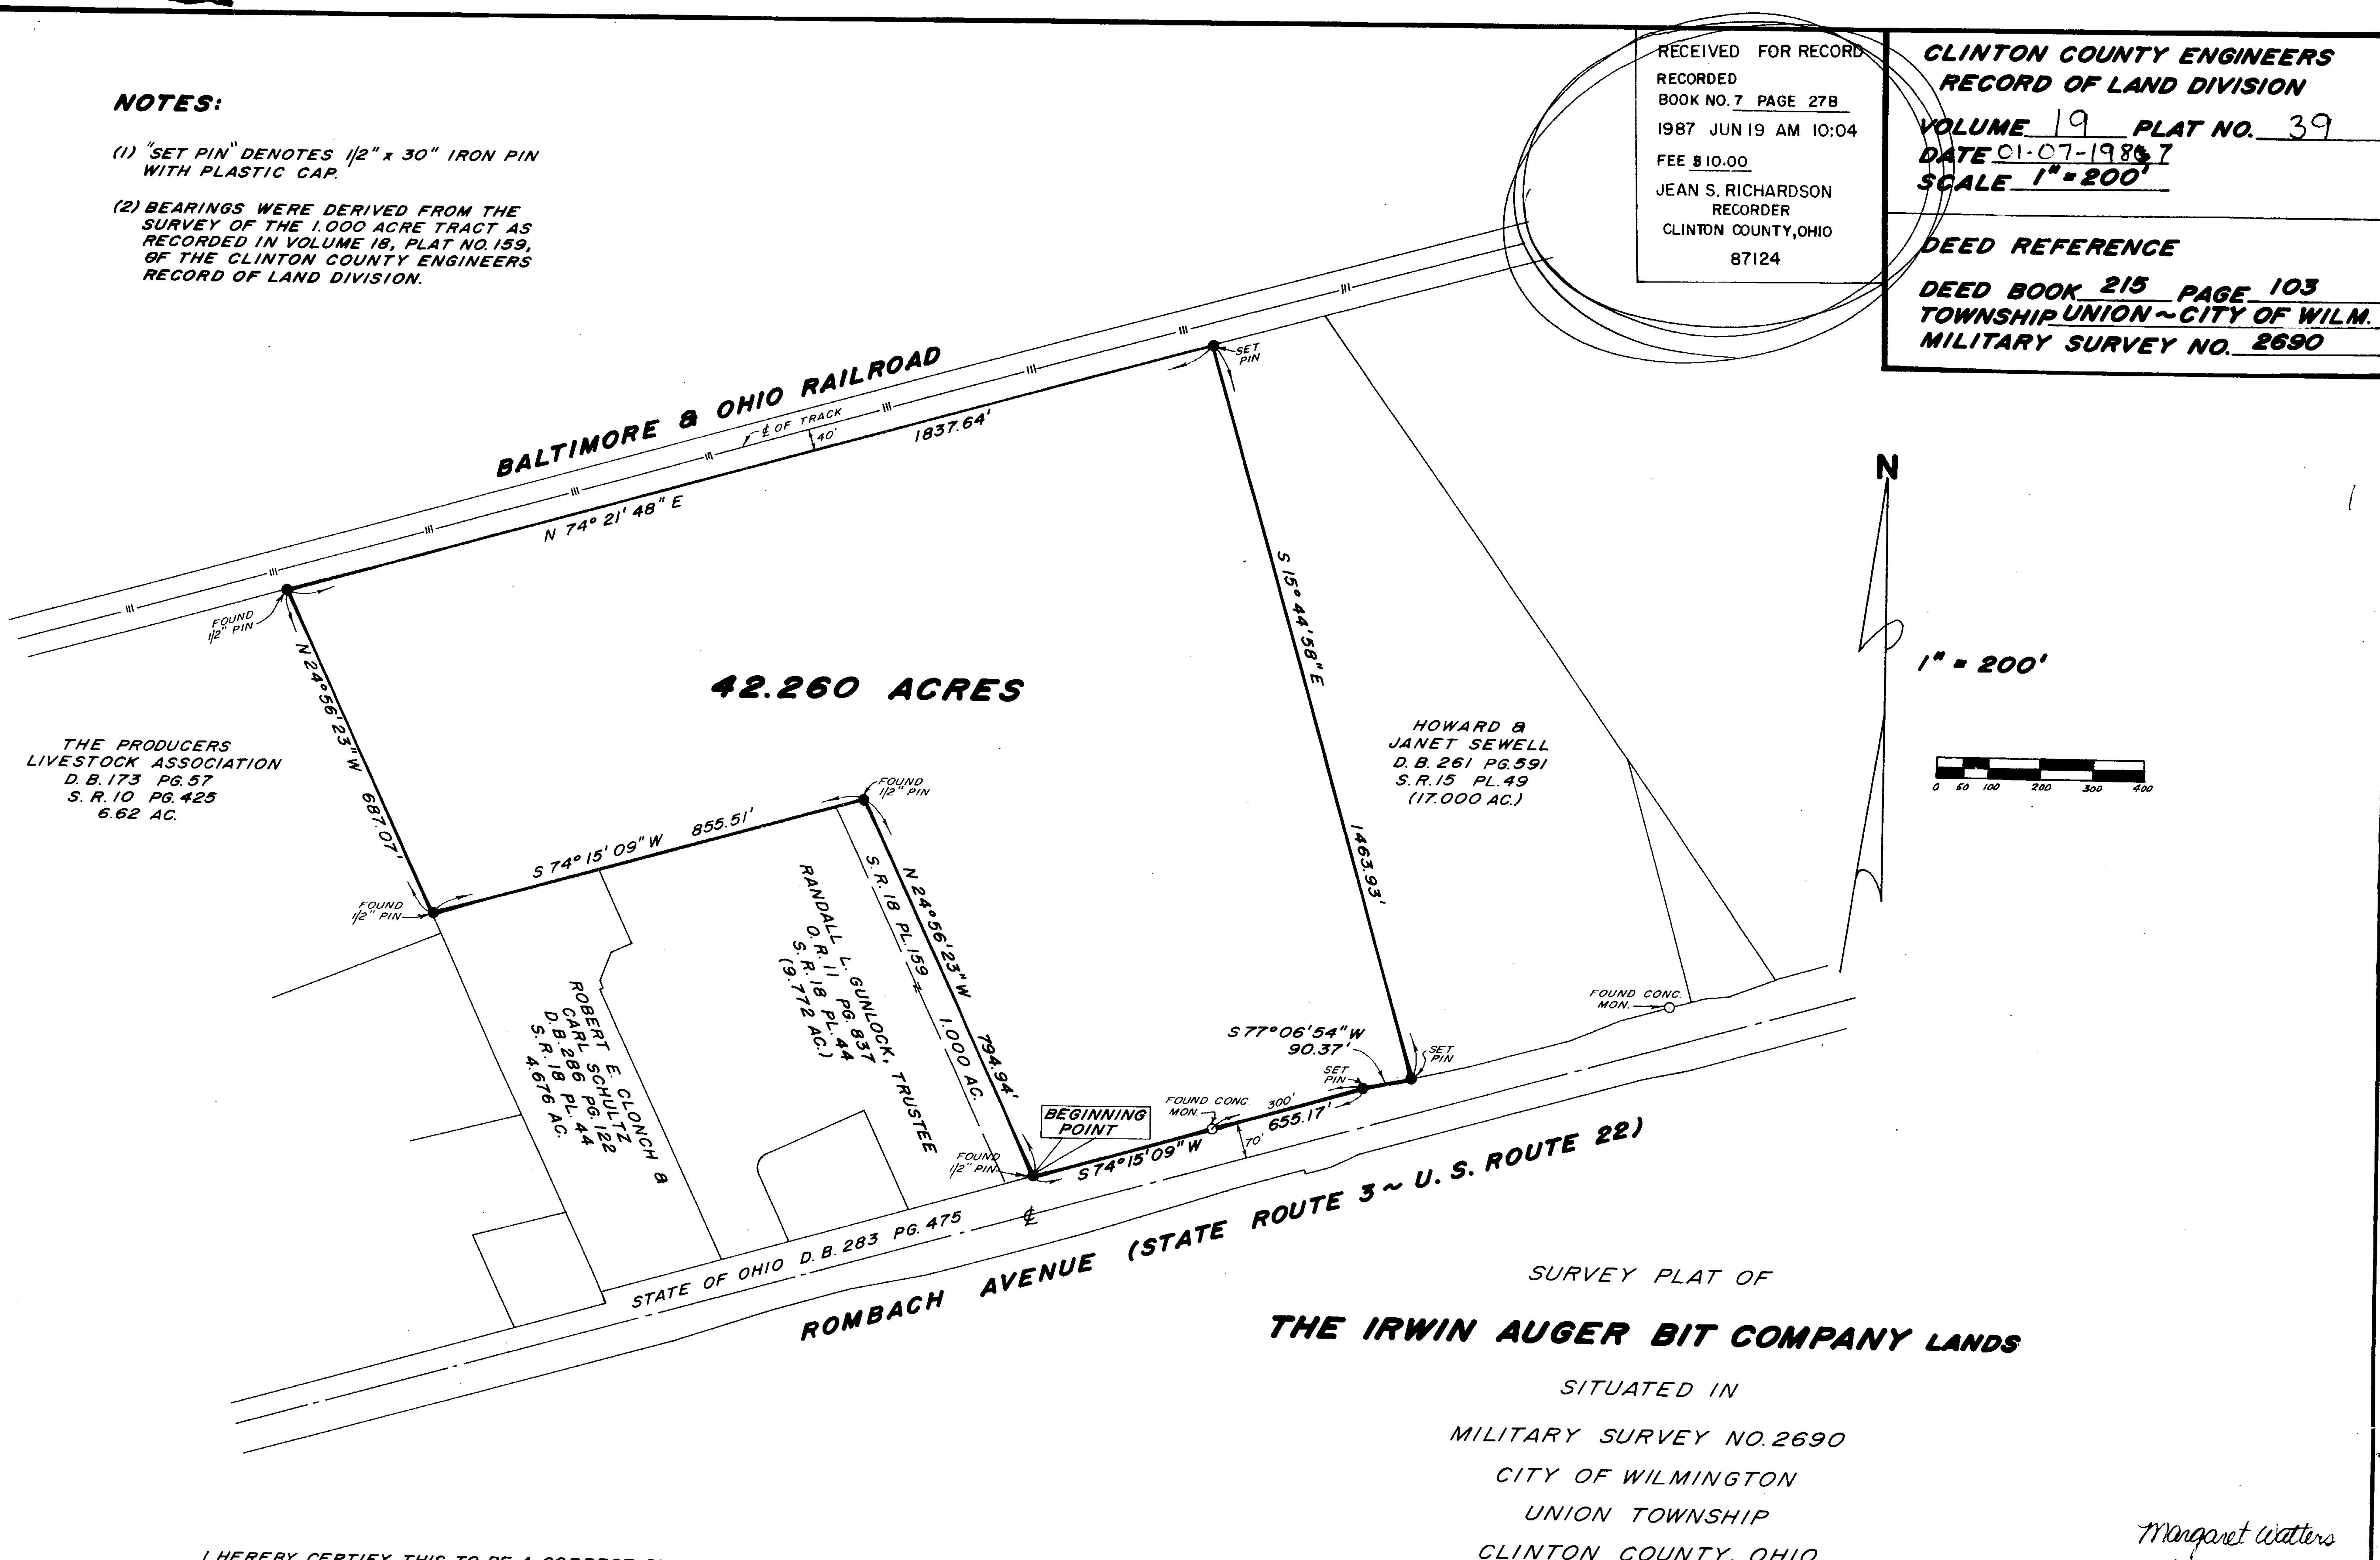 NOTES:
(1) "SET PIN" DENOTES 1/2" x 30" IRON PIN
WITH PLASTIC CAP.
(2) BEARINGS WERE DERIVED FROM THE
SURVEY OF THE 1.000 ACRE TRACT AS
RECORDED IN VOLUME 18, PLAT NO. 159,
OF THE CLINTON COUNTY ENGINEERS
RECORD OF LAND DIVISION.
RECEIVED FOR RECORD
RECORDED
BOOK NO. 7 PAGE 27B
1987 JUN 19 AM 10:04
FEE $10.00
JEAN S. RICHARDSON
RECORDER
CLINTON COUNTY, OHIO
87124
CLINTON COUNTY ENGINEERS
RECORD OF LAND DIVISION
VOLUME 19 PLAT NO. 39
DATE 01-07-1987
SCALE 1" = 200'
DEED REFERENCE
DEED BOOK 215 PAGE 103
TOWNSHIP UNION ~ CITY OF WILM.
MILITARY SURVEY NO. 2690
BALTIMORE & OHIO RAILROAD
℄ OF TRACK
40'
1837.64'
N 74° 21' 48" E
SET
PIN
FOUND
1/2" PIN
N 24° 56' 23" W 687.07'
42.260 ACRES
S 15° 44' 58" E
1463.93'
N
1" = 200'
0 50 100 200 300 400
THE PRODUCERS
LIVESTOCK ASSOCIATION
D. B. 173 PG. 57
S. R. 10 PG. 425
6.62 AC.
HOWARD &
JANET SEWELL
D. B. 261 PG. 591
S. R. 15 PL. 49
(17.000 AC.)
FOUND
1/2" PIN
S 74° 15' 09" W 855.51'
FOUND
1/2" PIN
S. R. 18 PL. 159 ~ 1.000 AC.
N 24° 56' 23" W 794.94'
RANDALL L. GUNLOCK, TRUSTEE
O. R. 11 PG. 837
S. R. 18 PL. 44
(9.772 AC.)
ROBERT E. CLONCH &
CARL SCHULTZ
D. B. 286 PG. 122
S. R. 18 PL. 44
4.676 AC.
FOUND CONC.
MON.
S 77° 06' 54" W
90.37'
SET
PIN
SET
PIN
FOUND CONC
MON.
300'
655.17'
70'
BEGINNING
POINT
FOUND
1/2" PIN
S 74° 15' 09" W
℄
STATE OF OHIO D. B. 283 PG. 475
ROMBACH AVENUE (STATE ROUTE 3 ~ U. S. ROUTE 22)
SURVEY PLAT OF
THE IRWIN AUGER BIT COMPANY LANDS
SITUATED IN
MILITARY SURVEY NO. 2690
CITY OF WILMINGTON
UNION TOWNSHIP
CLINTON COUNTY, OHIO
Margaret Watters
I HEREBY CERTIFY THIS TO BE A CORRECT